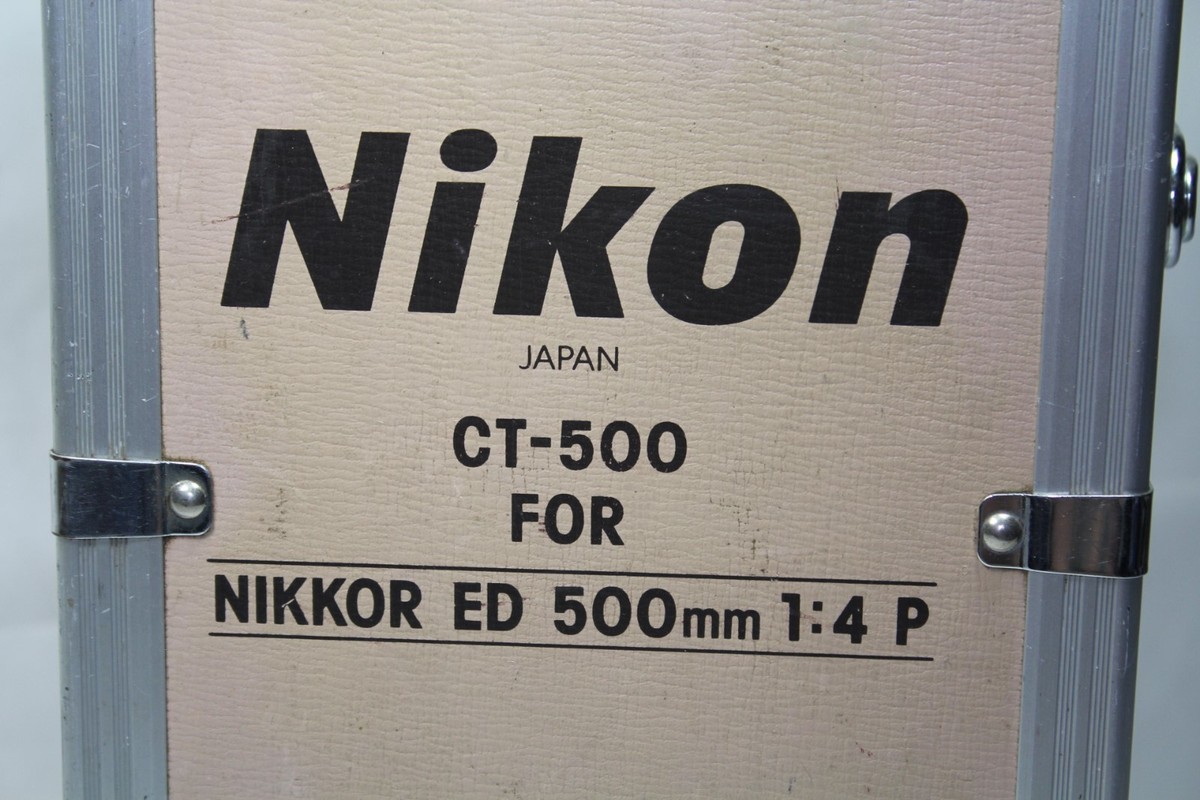 Nikon
JAPAN
CT-500
FOR
NIKKOR ED 500mm 1:4 P